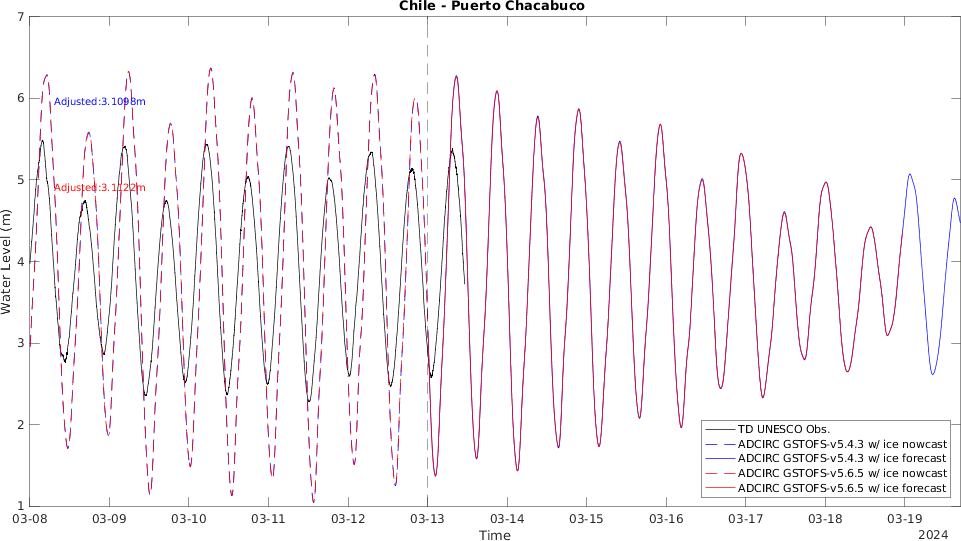 Chile - Puerto Chacabuco
7
6
5
4
3
2
1
Water Level (m)
Adjusted:3.1098m
Adjusted:3.1122m
TD UNESCO Obs.
ADCIRC GSTOFS-v5.4.3 w/ ice nowcast
ADCIRC GSTOFS-v5.4.3 w/ ice forecast
ADCIRC GSTOFS-v5.6.5 w/ ice nowcast
ADCIRC GSTOFS-v5.6.5 w/ ice forecast
03-08 03-09 03-10 03-11 03-12 03-13 03-14 03-15 03-16 03-17 03-18 03-19
Time
2024